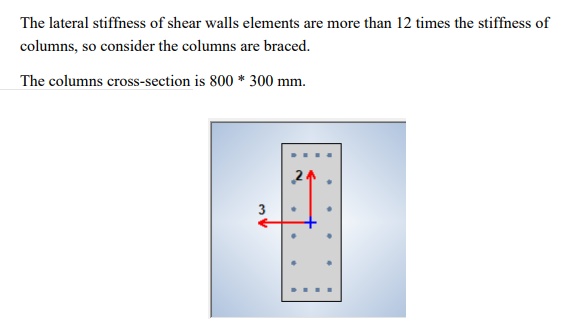 The lateral stiffness of shear walls elements are more than 12 times the stiffness of
columns, so consider the columns are braced.
The columns cross-section is 800 * 300 mm.
2
3